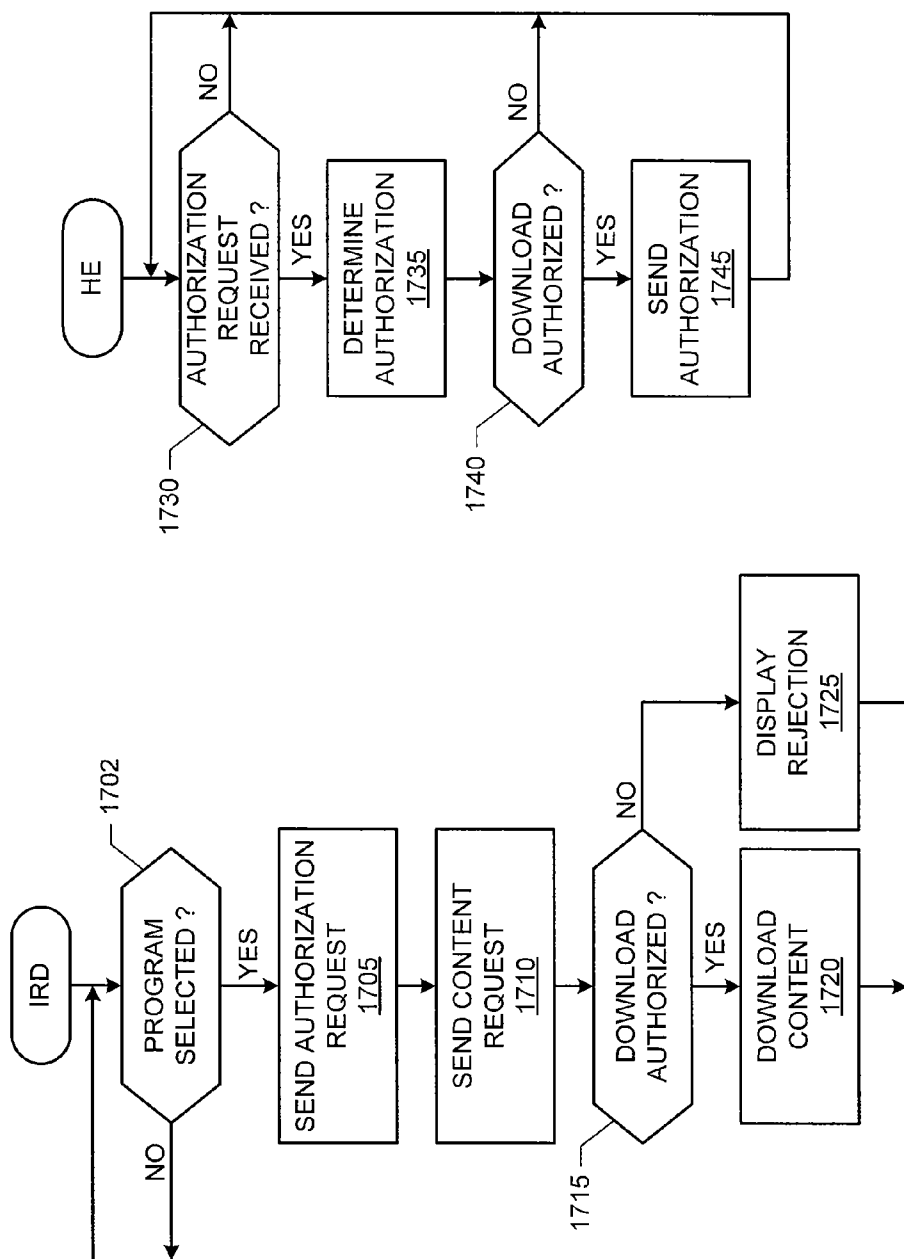 IRD
1702
PROGRAM
SELECTED ?
NO
YES
SEND AUTHORIZATION
REQUEST
1705
SEND CONTENT
REQUEST
1710
1715
DOWNLOAD
AUTHORIZED ?
NO
YES
DOWNLOAD
CONTENT
1720
DISPLAY
REJECTION
1725
HE
1730
AUTHORIZATION
REQUEST
RECEIVED ?
NO
YES
DETERMINE
AUTHORIZATION
1735
1740
DOWNLOAD
AUTHORIZED ?
NO
YES
SEND
AUTHORIZATION
1745